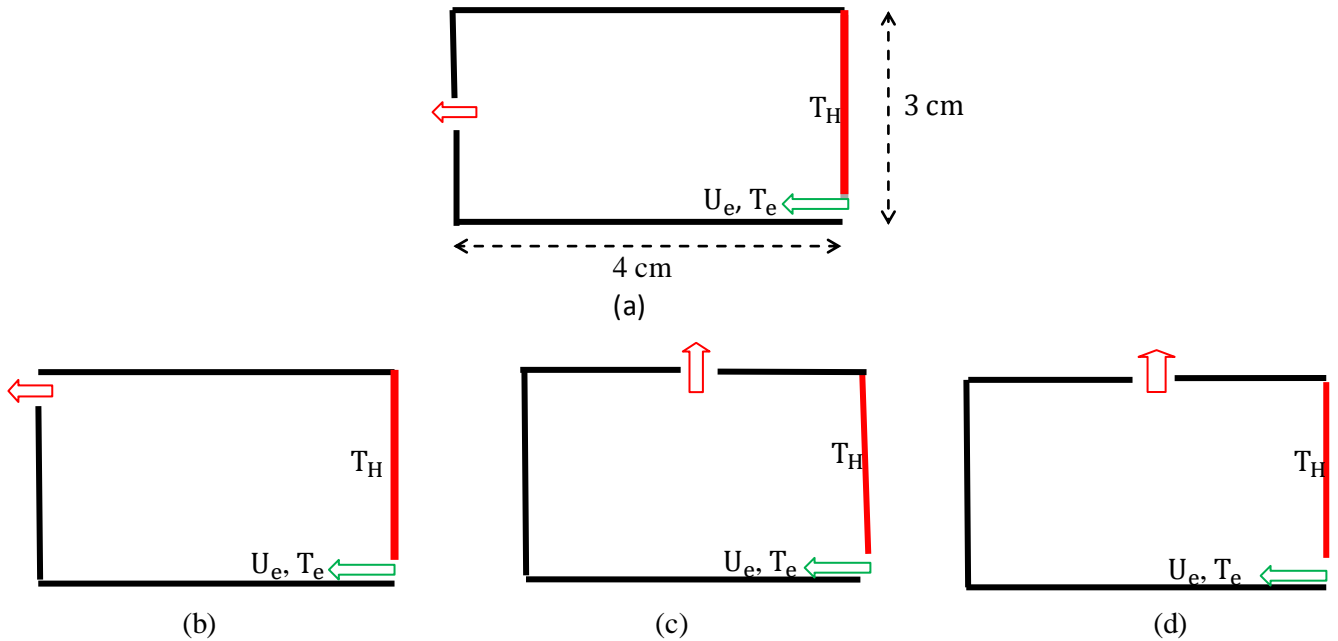 T_H
3 cm
U_e, T_e
4 cm
(a)
T_H
U_e, T_e
(b)
T_H
U_e, T_e
(c)
T_H
U_e, T_e
(d)